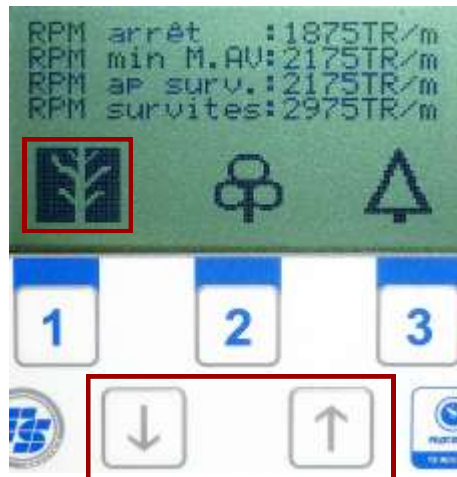 RPM arrêt :1875TR/m
RPM min M.AV:2175TR/m
RPM ap surv.:2175TR/m
RPM survites:2975TR/m
1 2 3